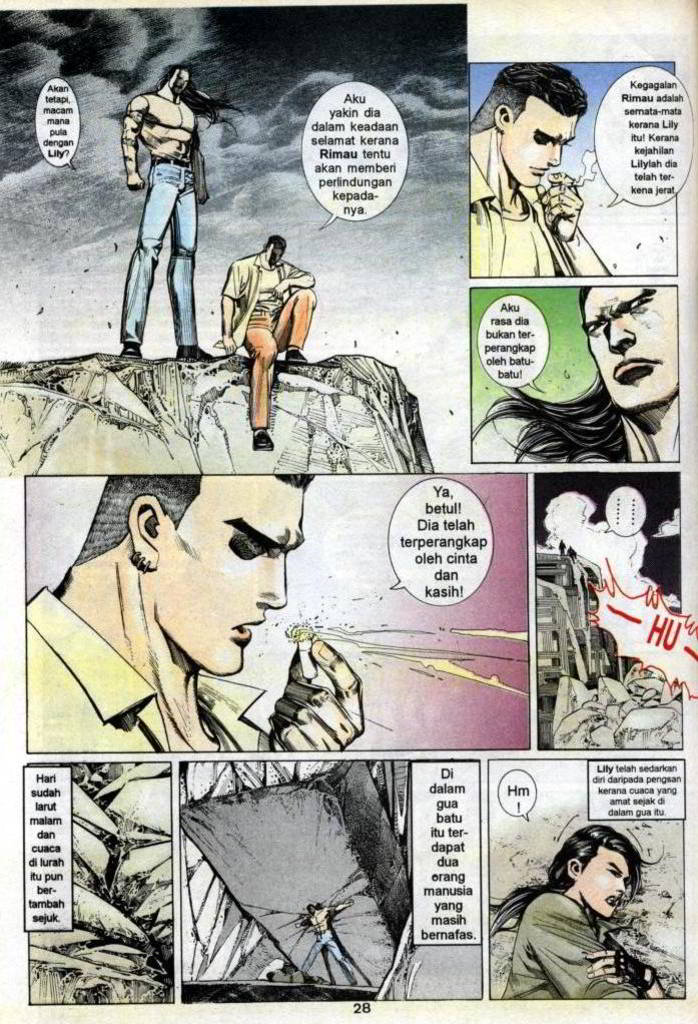 Akan
tetapi,
macam
mana
pula
dengan
Lily?
Aku
yakin dia
dalam keadaan
selamat kerana
Rimau tentu
akan memberi
perlindungan
kepada-
nya.
Kegagalan
Rimau adalah
semata-mata
kerana Lily
itu! Kerana
kejahilan
Lilylah dia
telah ter-
kena jerat.
Aku
rasa dia
bukan ter-
perangkap
oleh batu-
batu!
Ya,
betul!
Dia telah
terperangkap
oleh cinta
dan
kasih!
HU
Hari
sudah
larut
malam
dan
cuaca
di lurah
itu pun
ber-
tambah
sejuk.
Di
dalam
gua
batu
itu ter-
dapat
dua
orang
manusia
yang
masih
bernafas.
Hm
!
Lily telah sedarkan
diri daripada pengsan
kerana cuaca yang
amat sejak di
dalam gua itu.
28